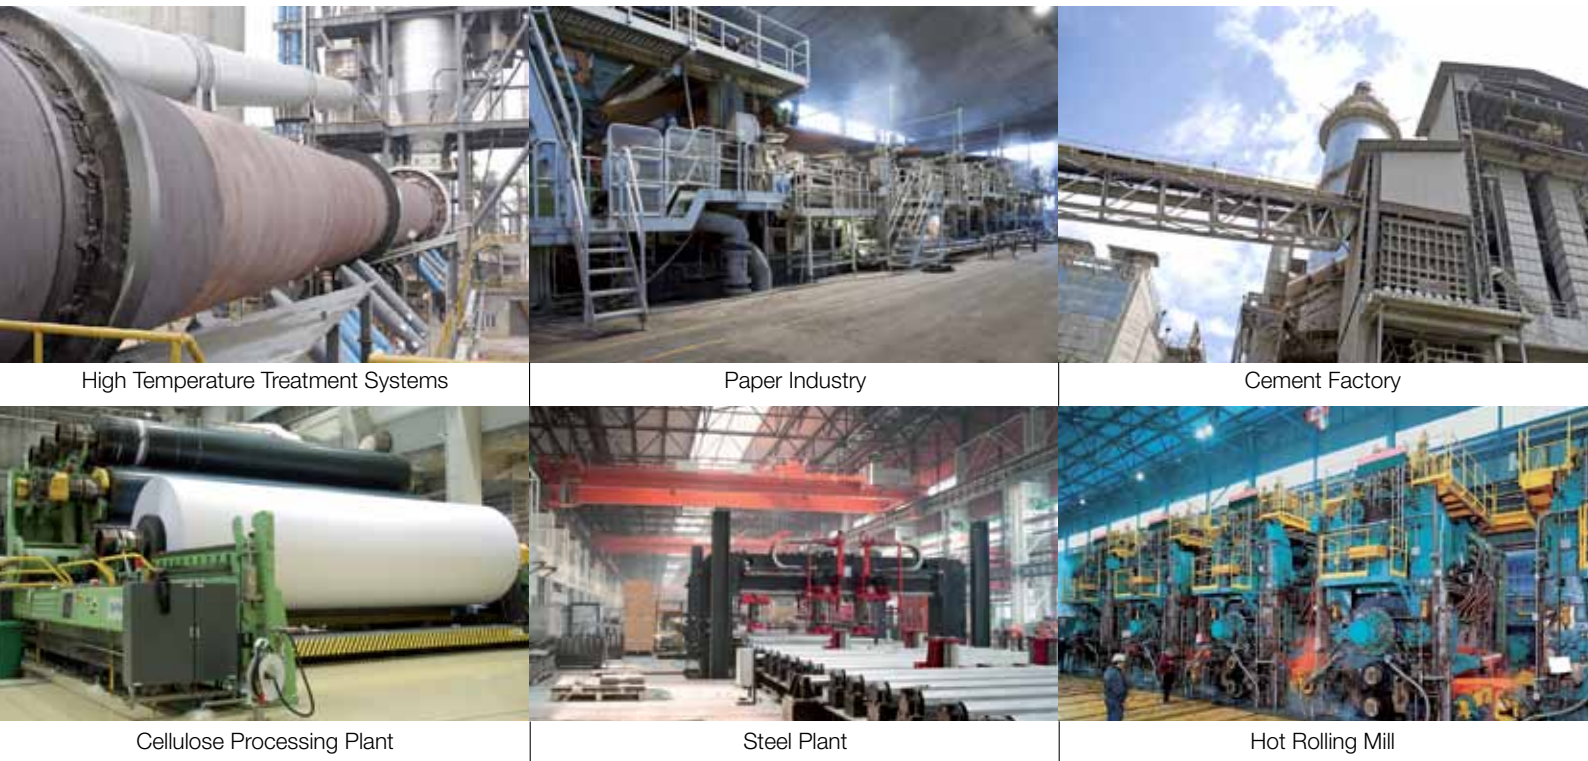 High Temperature Treatment Systems
Paper Industry
Cement Factory
Cellulose Processing Plant
Steel Plant
Hot Rolling Mill